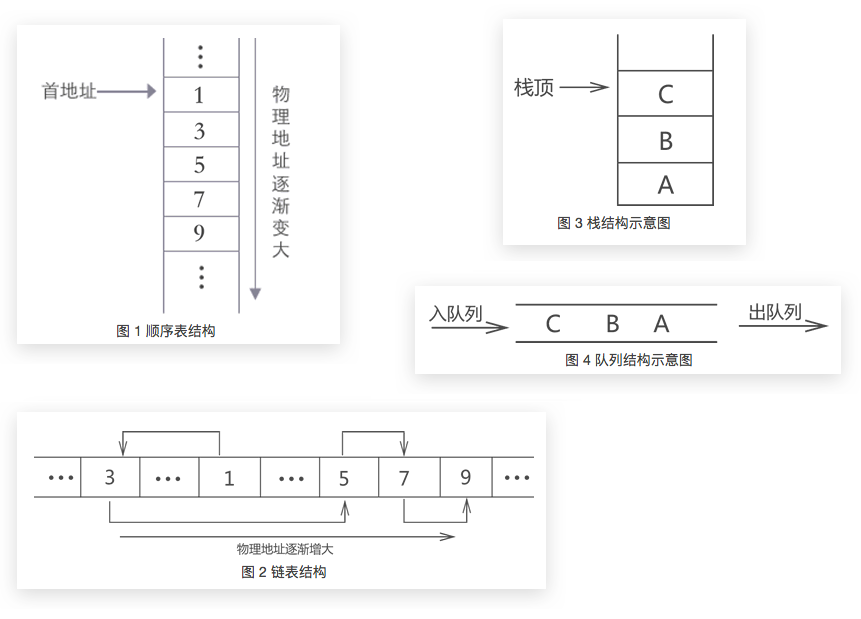 ⋮
首地址
1
3
5
7
9
⋮
物理地址逐渐变大
图 1 顺序表结构
栈顶
C
B
A
图 3 栈结构示意图
入队列
C B A
出队列
图 4 队列结构示意图
••• 3 ••• 1 ••• 5 7 9 •••
物理地址逐渐增大
图 2 链表结构